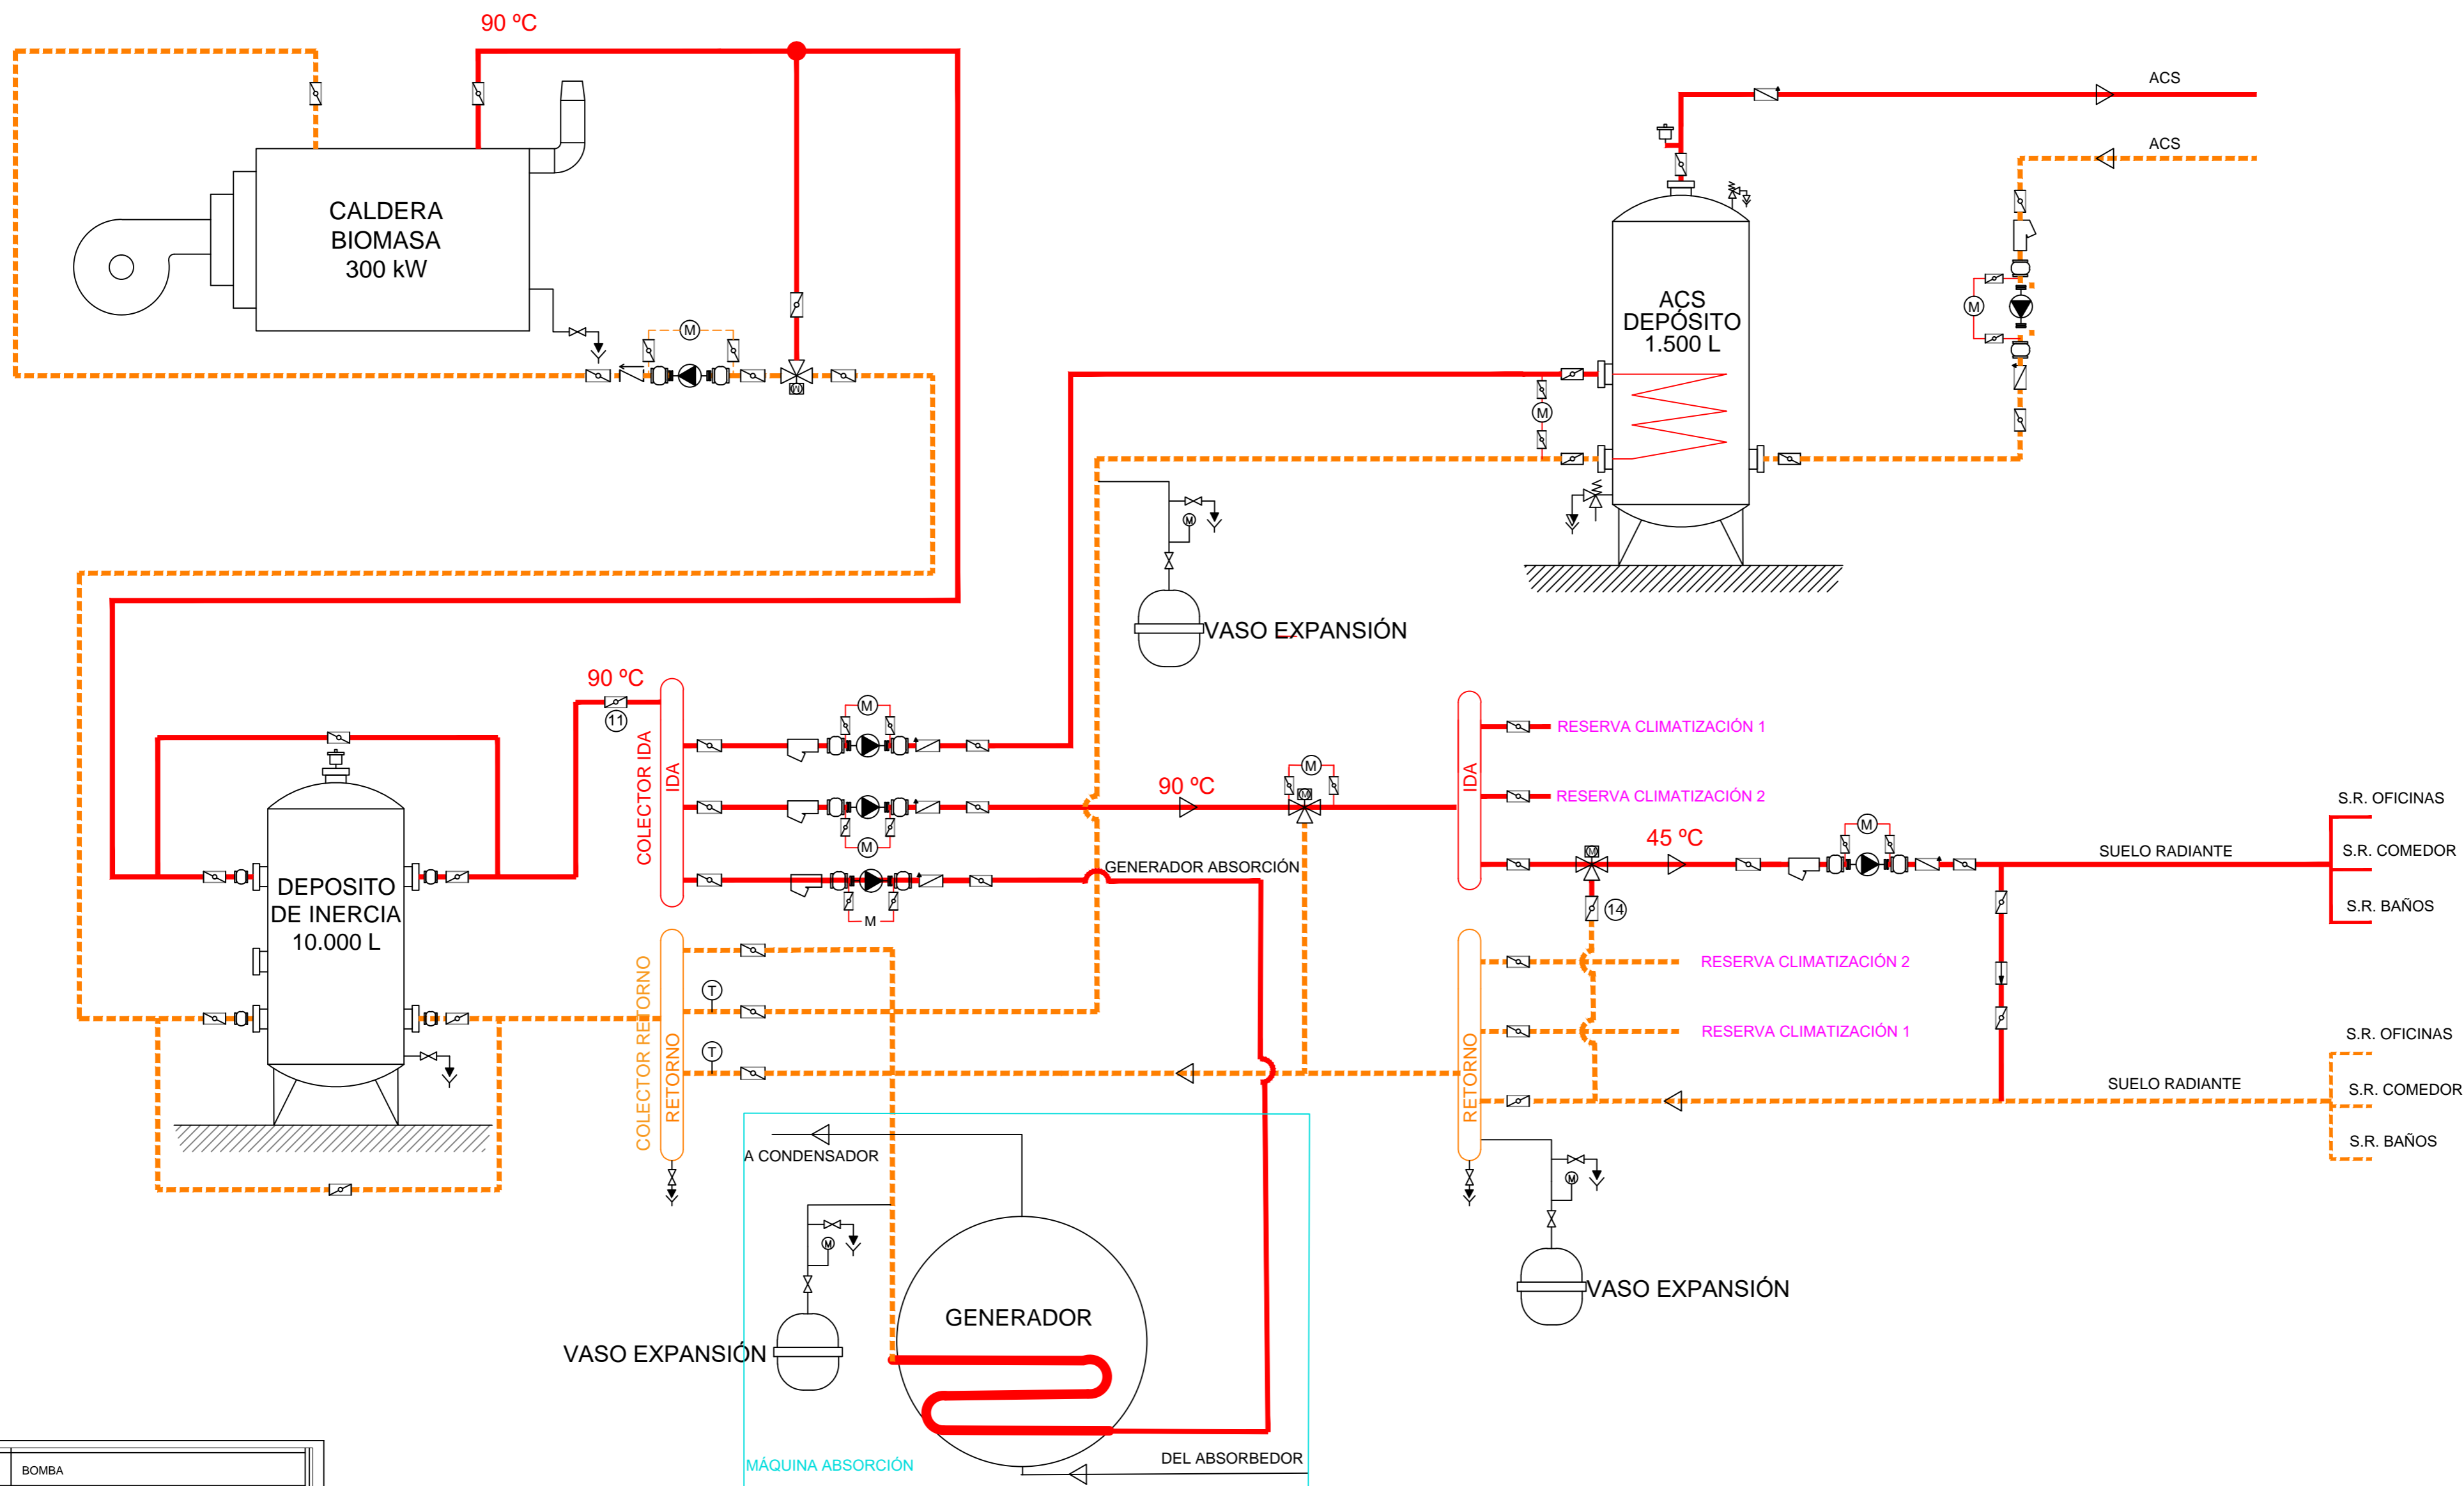 90 ºC
ACS
ACS
CALDERA
BIOMASA
300 kW
M
M
ACS
DEPÓSITO
1.500 L
M
M
M
M
VASO EXPANSIÓN
90 ºC
11
COLECTOR IDA
IDA
M
M
M
90 ºC
M
M
GENERADOR ABSORCIÓN
IDA
RESERVA CLIMATIZACIÓN 1
RESERVA CLIMATIZACIÓN 2
M
45 ºC
M
SUELO RADIANTE
S.R. OFICINAS
S.R. COMEDOR
S.R. BAÑOS
14
DEPOSITO
DE INERCIA
10.000 L
COLECTOR RETORNO
RETORNO
T
T
RETORNO
RESERVA CLIMATIZACIÓN 2
RESERVA CLIMATIZACIÓN 1
SUELO RADIANTE
S.R. OFICINAS
S.R. COMEDOR
S.R. BAÑOS
A CONDENSADOR
M
M
VASO EXPANSIÓN
GENERADOR
VASO EXPANSIÓN
MÁQUINA ABSORCIÓN
DEL ABSORBEDOR
BOMBA